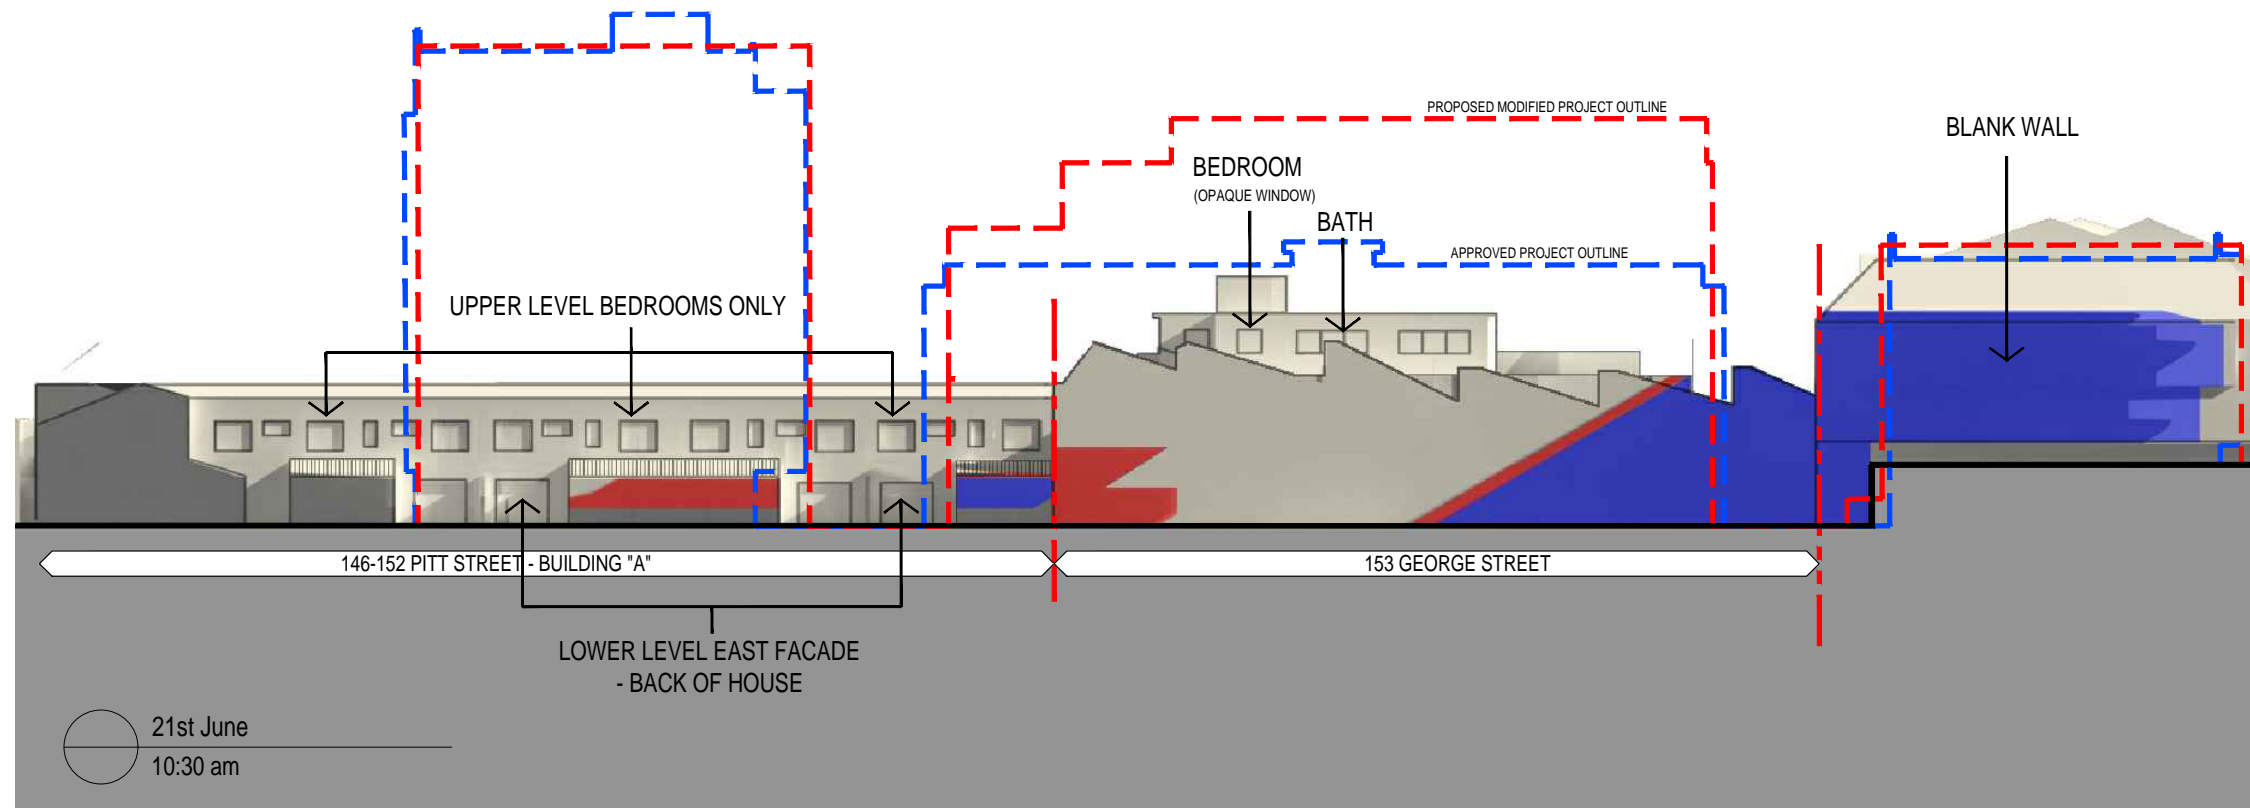 PROPOSED MODIFIED PROJECT OUTLINE
BLANK WALL
BEDROOM
(OPAQUE WINDOW)
BATH
APPROVED PROJECT OUTLINE
UPPER LEVEL BEDROOMS ONLY
146-152 PITT STREET - BUILDING "A"
153 GEORGE STREET
LOWER LEVEL EAST FACADE
- BACK OF HOUSE
21st June
10:30 am